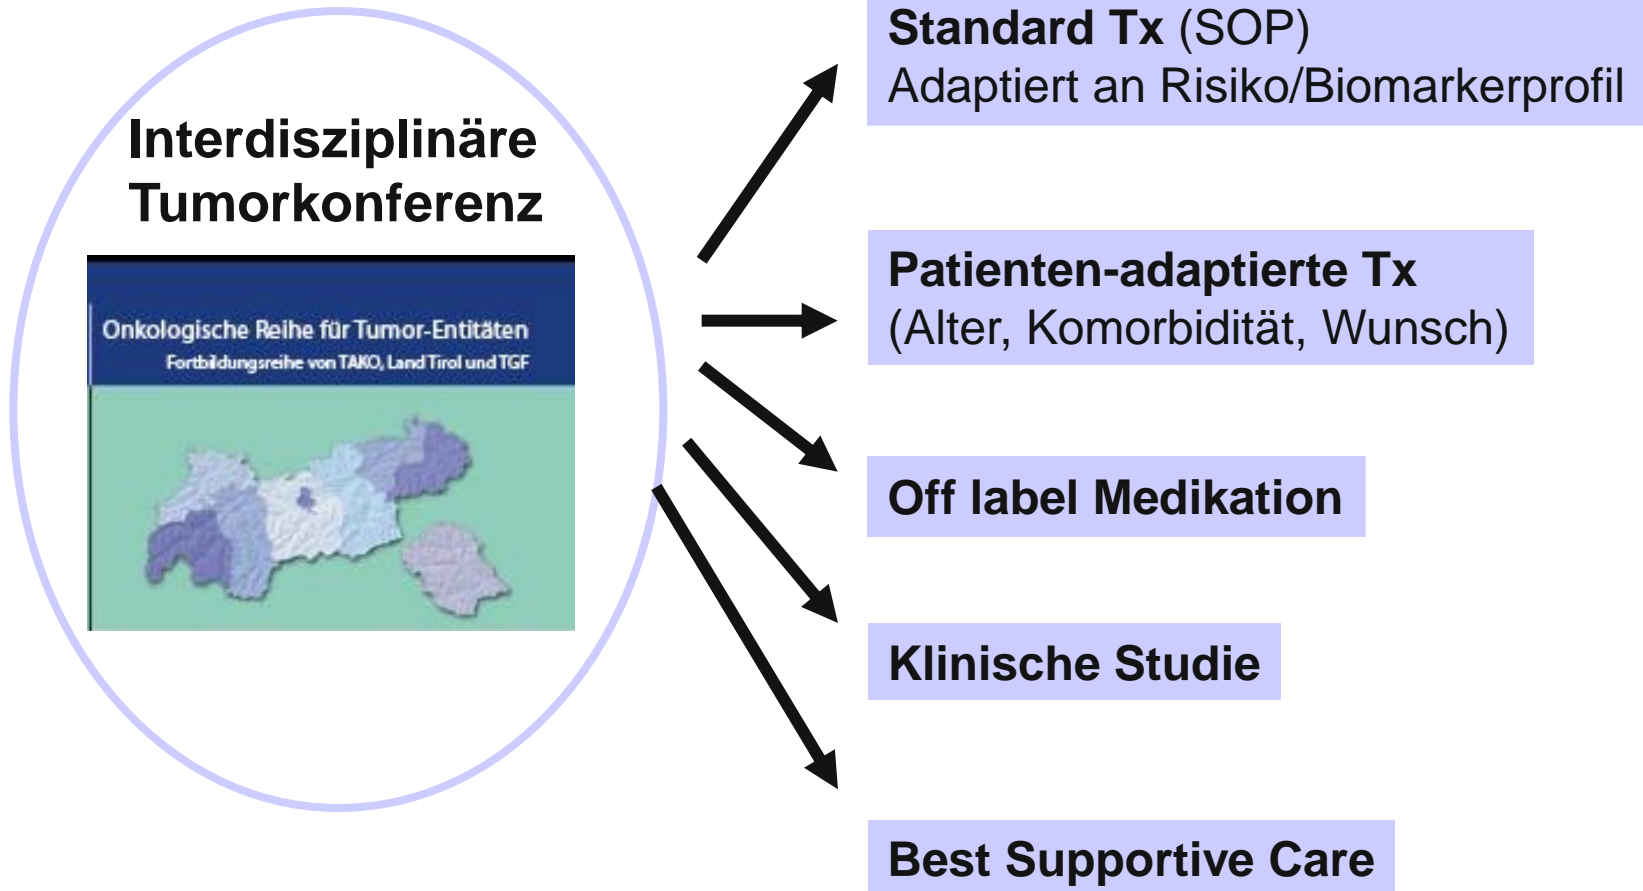 Interdisziplinäre
Tumorkonferenz
Onkologische Reihe für Tumor-Entitäten
Fortbildungsreihe von TAKO, Land Tirol und TGF
Standard Tx (SOP)
Adaptiert an Risiko/Biomarkerprofil
Patienten-adaptierte Tx
(Alter, Komorbidität, Wunsch)
Off label Medikation
Klinische Studie
Best Supportive Care